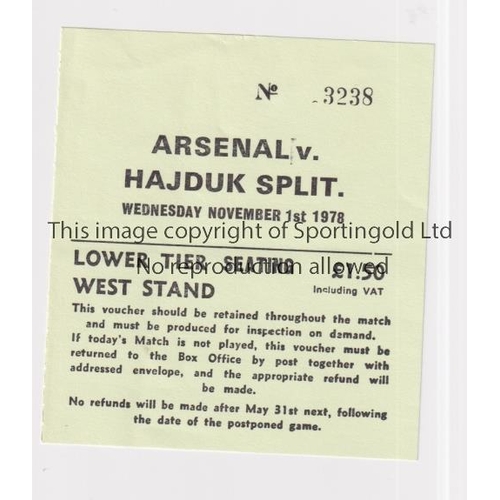 Nº 3238
ARSENAL v.
HAJDUK SPLIT.
WEDNESDAY NOVEMBER 1st 1978
This image copyright of Sportingold Ltd
LOWER TIER SEATING £1.50
No reproduction allowed
WEST STAND Including VAT
This voucher should be retained throughout the match
and must be produced for inspection on demand.
If today's Match is not played, this voucher must be
returned to the Box Office by post together with
addressed envelope, and the appropriate refund will
be made.
No refunds will be made after May 31st next, following
the date of the postponed game.